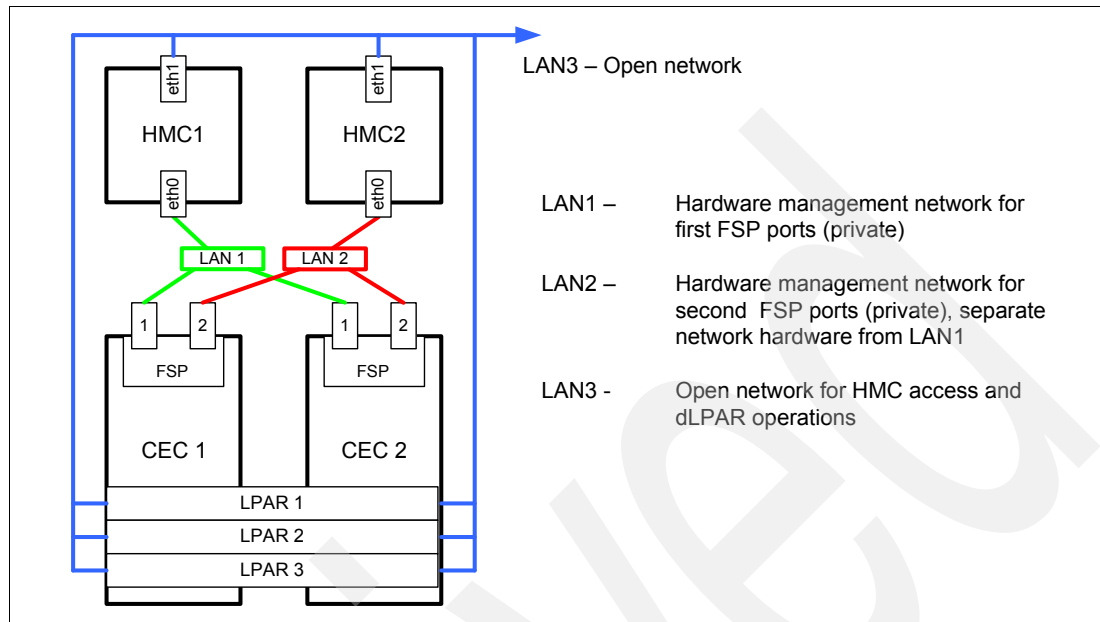 eth1
eth1
LAN3 – Open network
HMC1
HMC2
eth0
eth0
LAN1 – Hardware management network for
first FSP ports (private)
LAN 1
LAN 2
LAN2 – Hardware management network for
second FSP ports (private), separate
network hardware from LAN1
1
2
1
2
FSP
FSP
LAN3 - Open network for HMC access and
dLPAR operations
CEC 1
CEC 2
LPAR 1
LPAR 2
LPAR 3